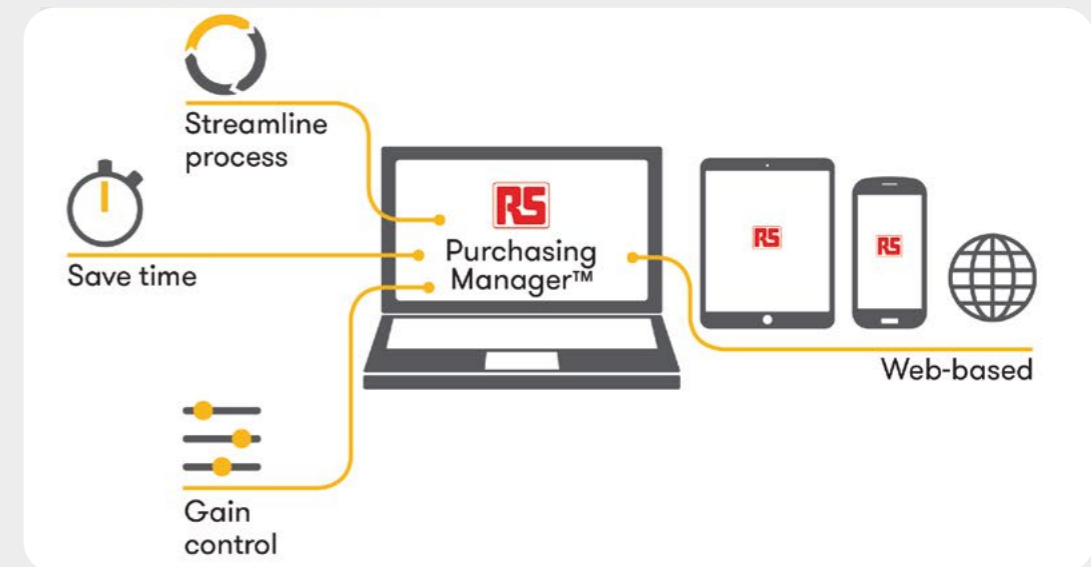 Streamline
process
Save time
RS
Purchasing
Manager™
RS
RS
Web-based
Gain
control